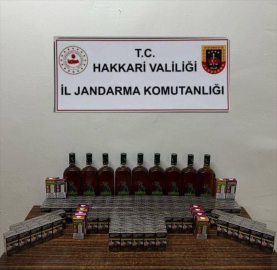 T.C.
HAKKARİ VALİLİĞİ
İL JANDARMA KOMUTANLIĞI